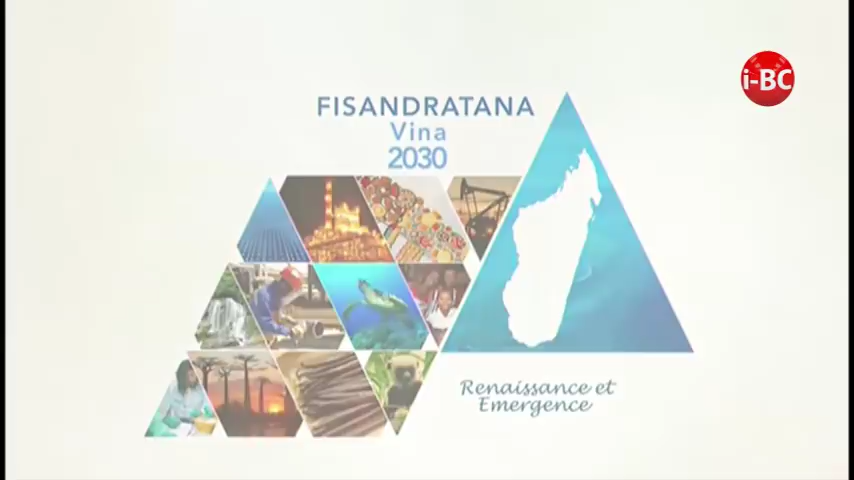 i-BC
FISANDRATANA
Vina
2030
Renaissance et
Emergence